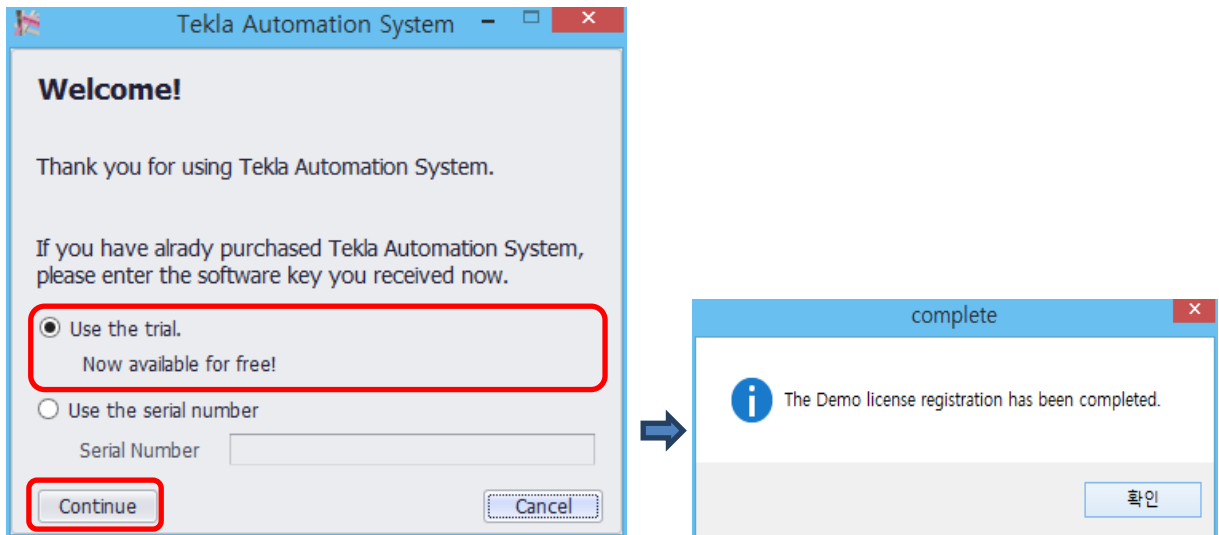 Tekla Automation System
Welcome!
Thank you for using Tekla Automation System.
If you have alrady purchased Tekla Automation System,
please enter the software key you received now.
Use the trial.
Now available for free!
Use the serial number
Serial Number
Continue
Cancel
complete
The Demo license registration has been completed.
확인